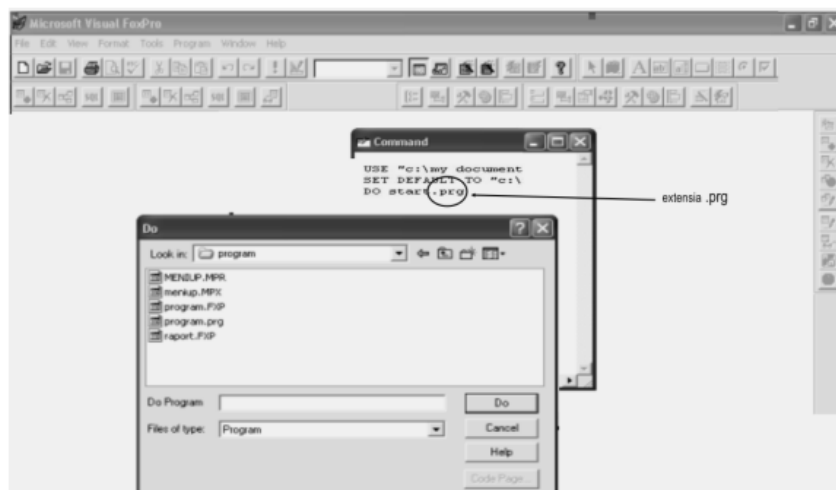 Microsoft Visual FoxPro
File Edit View Format Tools Program Window Help
Command
USE "c:\my document
SET DEFAULT TO "c:\
DO start.prg
extensia .prg
Do
Look in: program
MENIUP.MPR
meniup.MPX
program.FXP
program.prg
raport.FXP
Do Program
Do
Files of type: Program
Cancel
Help
Code Page...